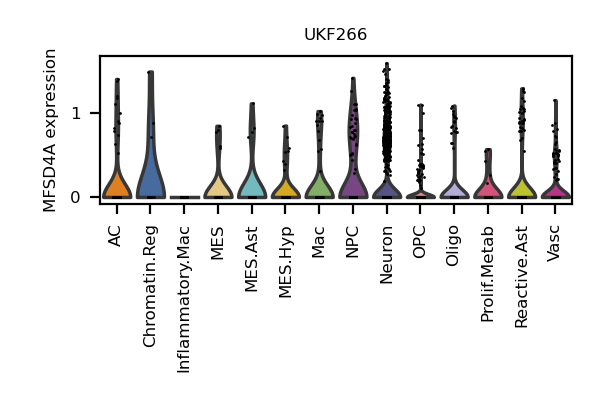 UKF266
MFSD4A expression
1
0
AC
Chromatin.Reg
Inflammatory.Mac
MES
MES.Ast
MES.Hyp
Mac
NPC
Neuron
OPC
Oligo
Prolif.Metab
Reactive.Ast
Vasc